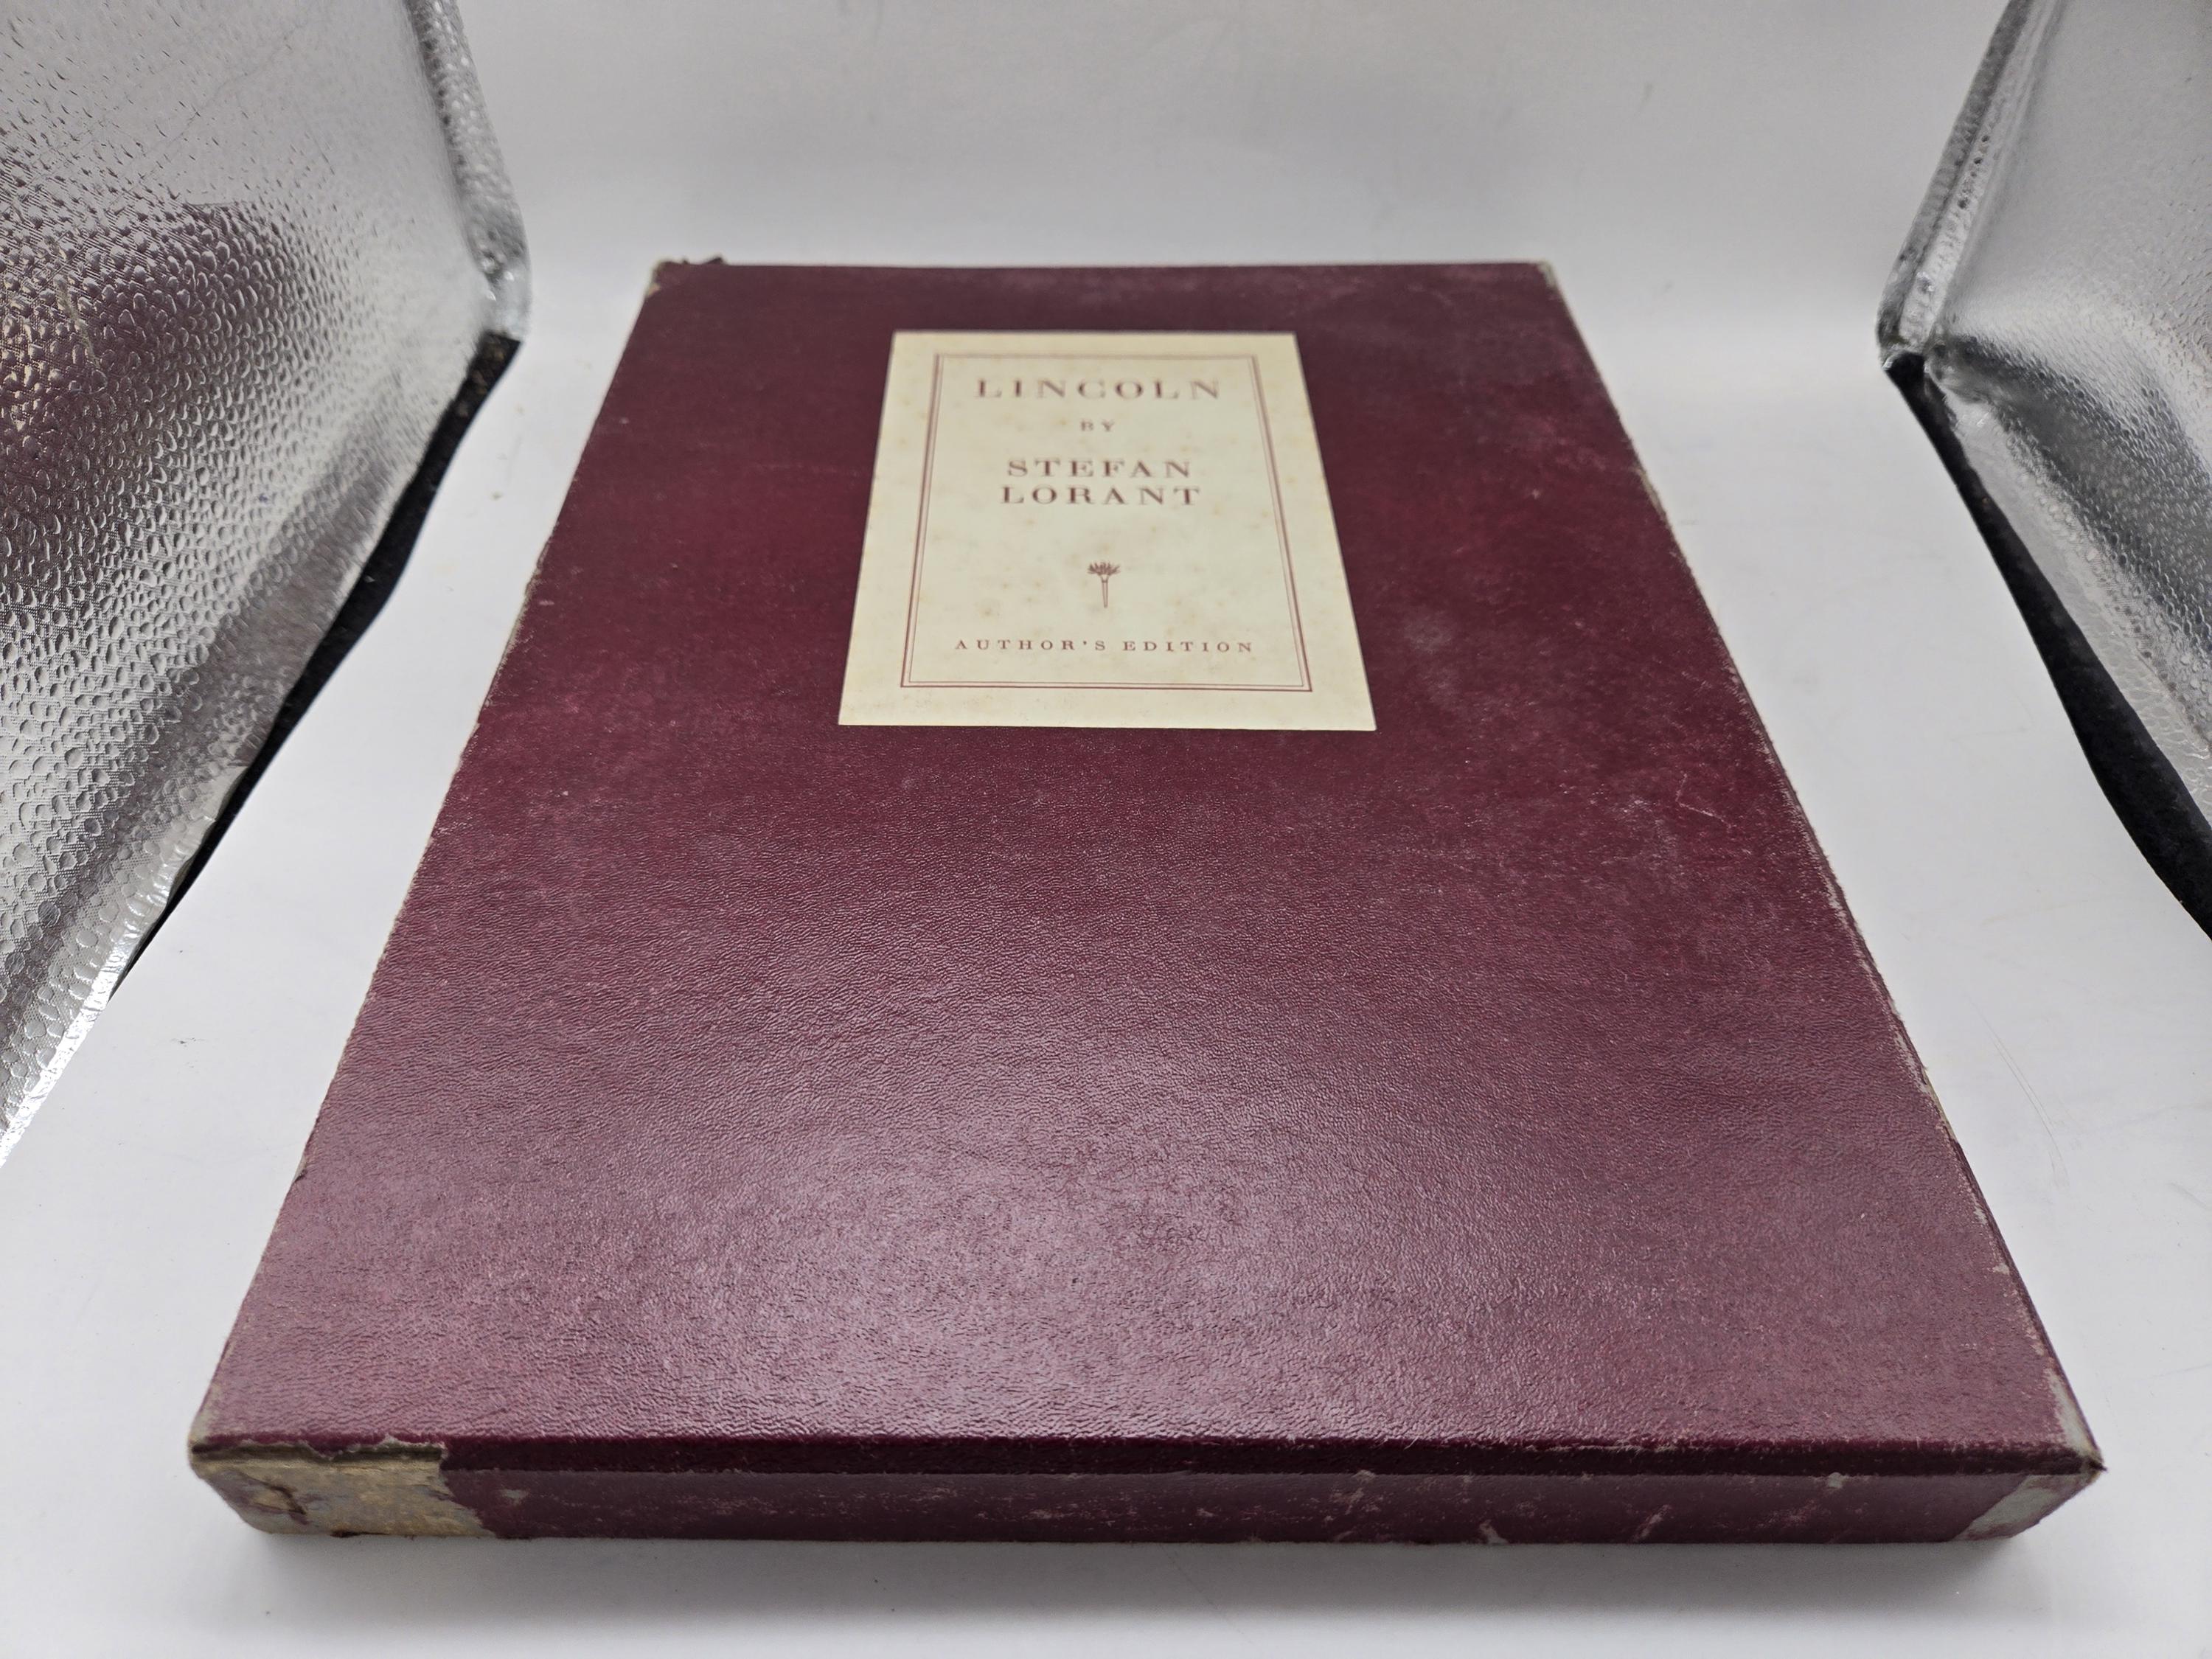 LINCOLN
BY
STEFAN
LORANT
AUTHOR'S EDITION